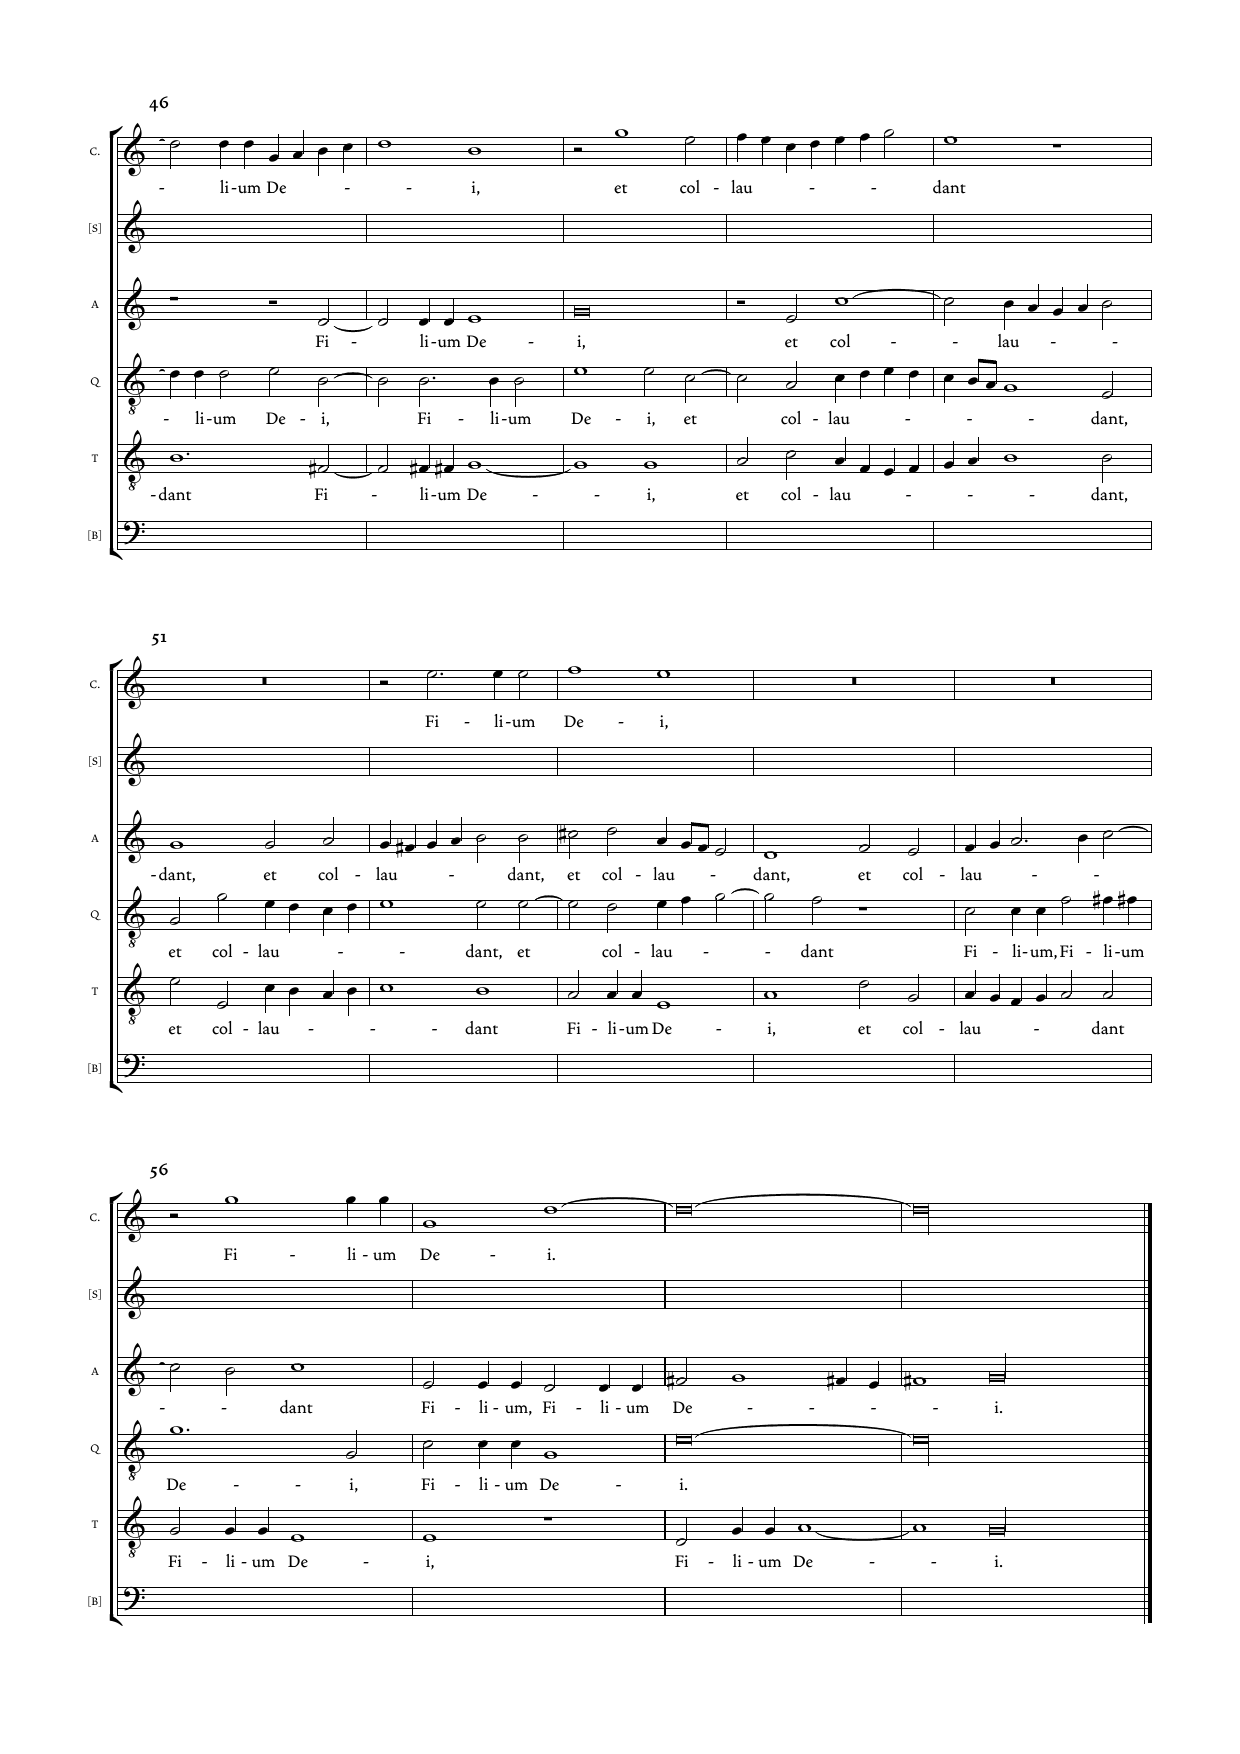 46
C.
- li-um De - - i, et col - lau - - - dant
[S]
A
Fi - li-um De - i, et col - - lau - -
Q
- li-um De - i, Fi - li-um De - i, et col - lau - - - - dant,
T
-dant Fi - li-um De - - i, et col - lau - - - dant,
[B]
51
C.
Fi - li-um De - i,
[S]
A
-dant, et col - lau - dant, et col - lau - dant, et col - lau - -
Q
et col - lau - - - dant, et col - lau - - dant Fi - li-um, Fi - li-um
T
et col - lau - - - dant Fi - li-um De - i, et col - lau - dant
[B]
56
C.
Fi - li - um De - i.
[S]
A
- - dant Fi - li - um, Fi - li - um De - - - - - i.
Q
De - - i, Fi - li - um De - i.
T
Fi - li - um De - i, Fi - li - um De - - i.
[B]